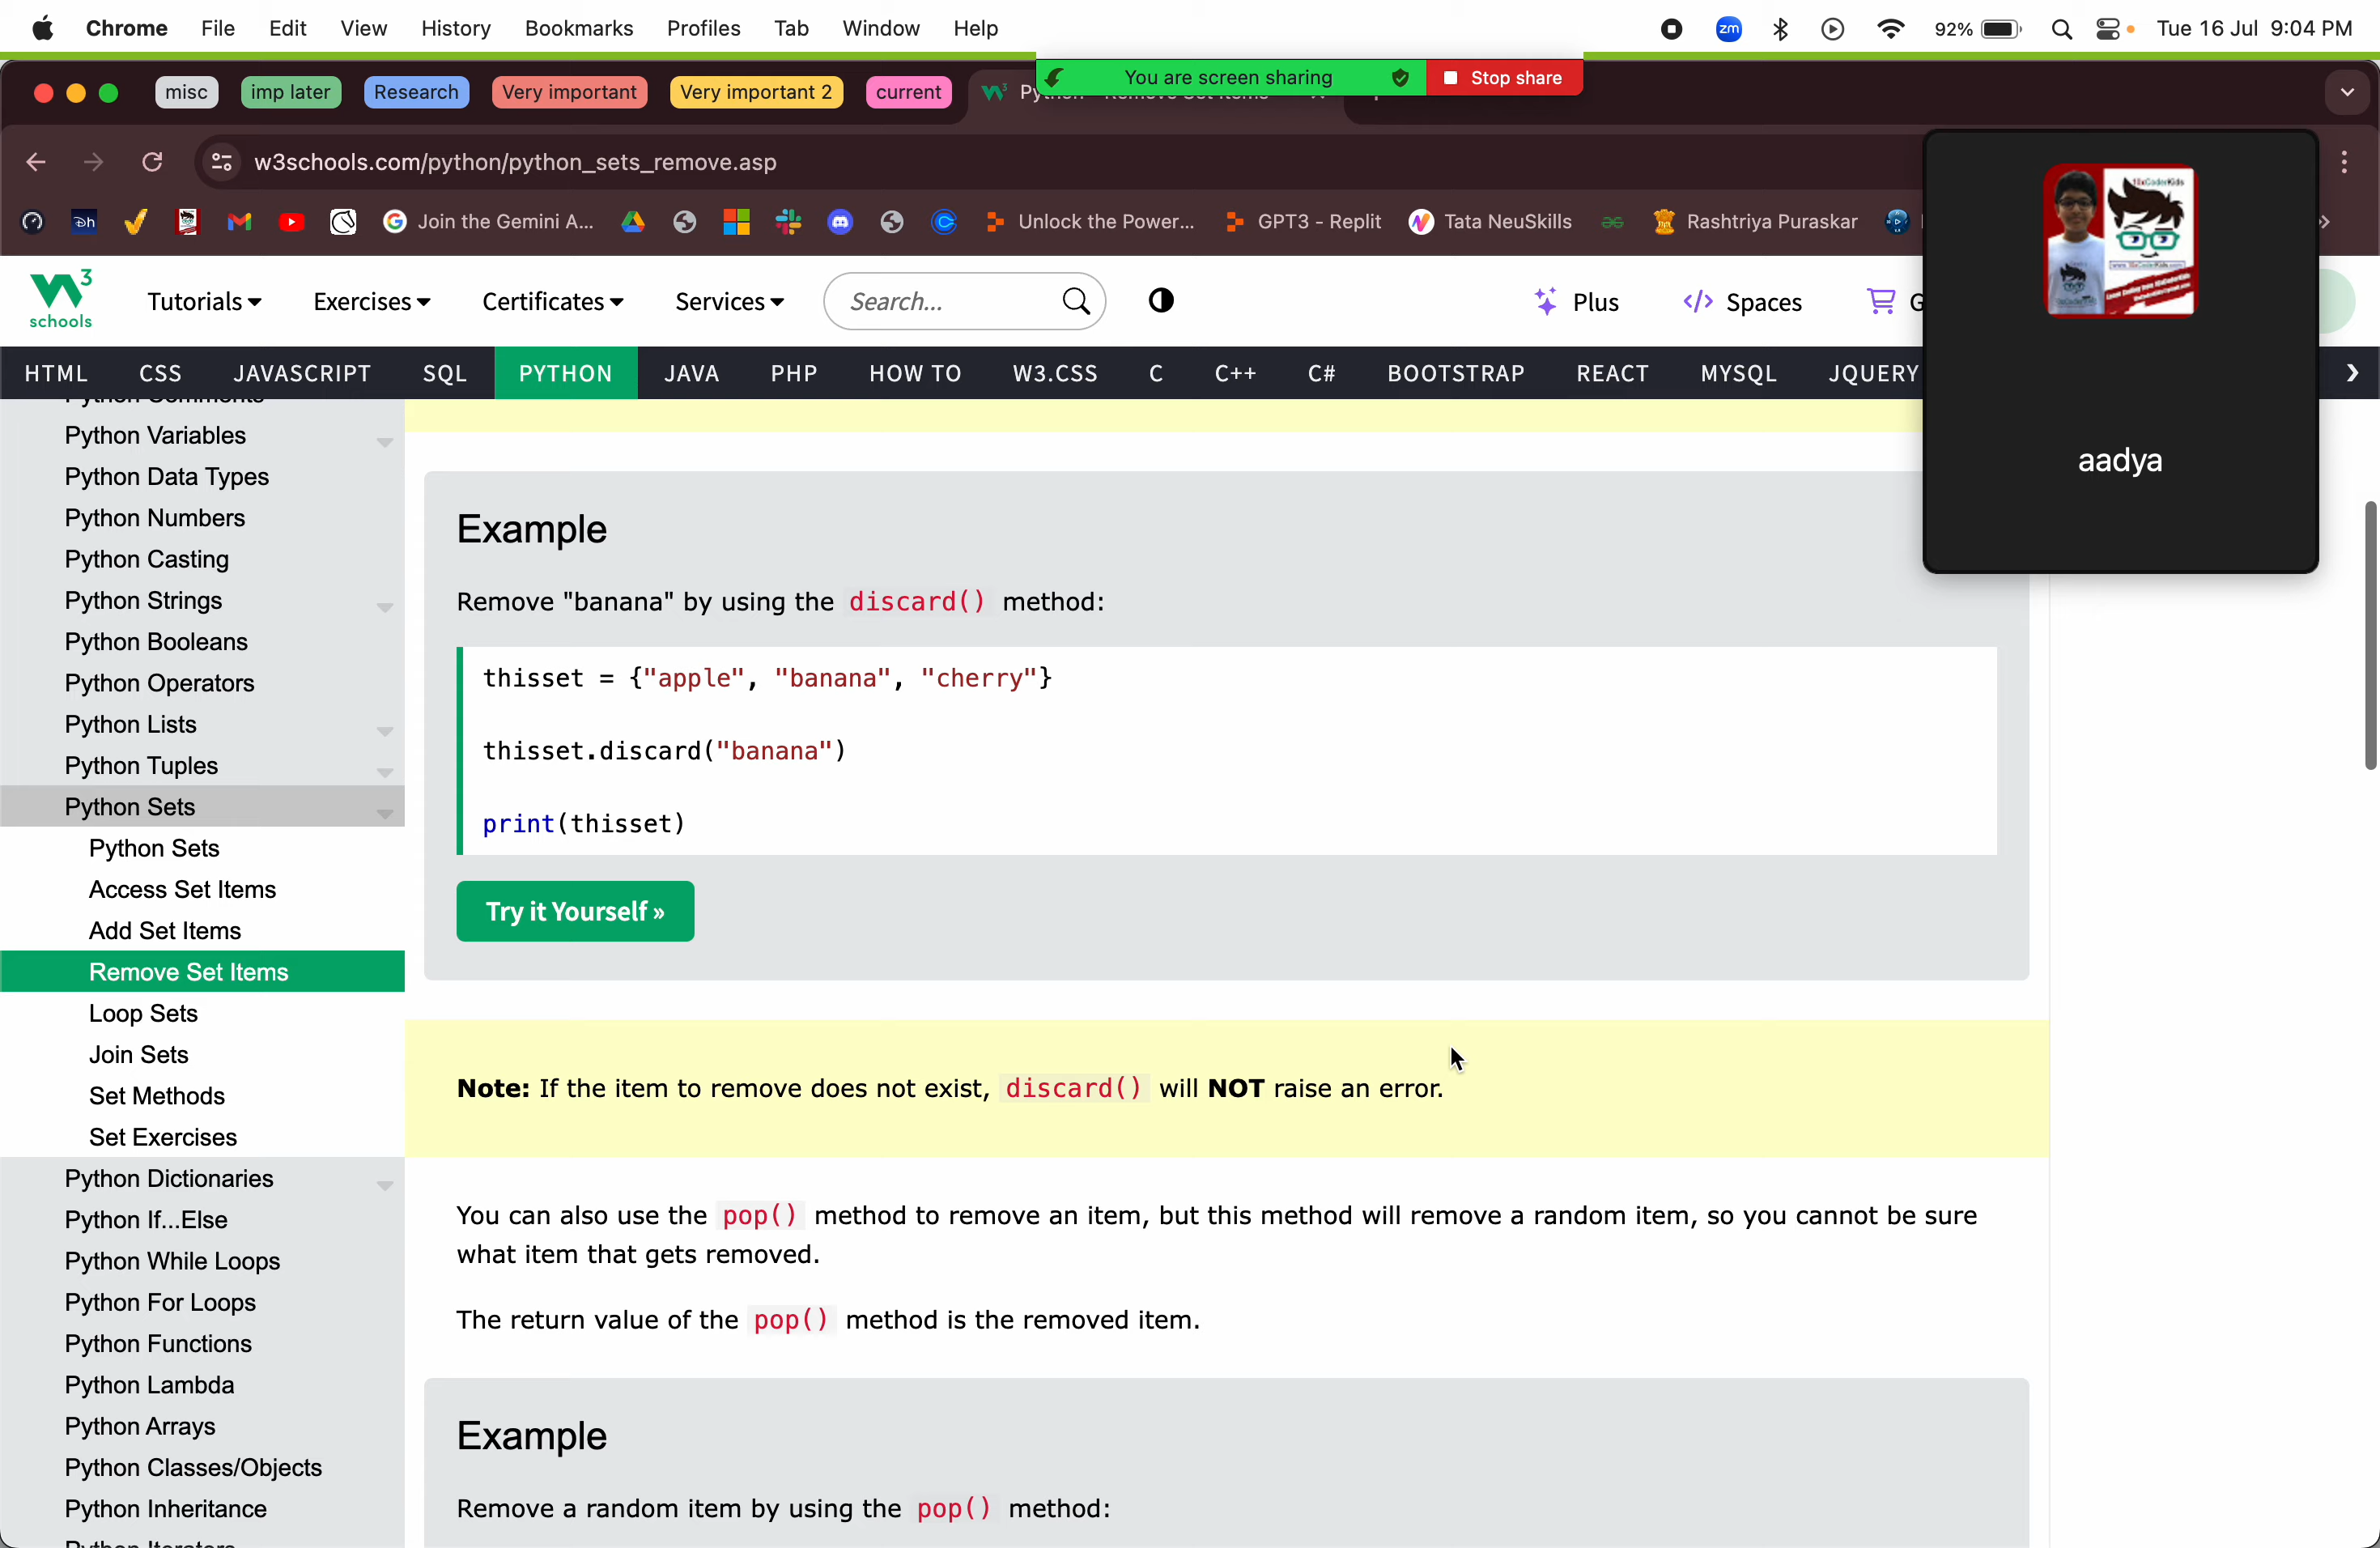 Chrome File Edit View History Bookmarks Profiles Tab Window Help zm 92% Tue 16 Jul 9:04 PM
You are screen sharing Stop share
misc imp later Research Very important Very important 2 current
w3schools.com/python/python_sets_remove.asp
Join the Gemini A... Unlock the Power... GPT3 - Replit Tata NeuSkills Rashtriya Puraskar
aadya
W3 schools
Tutorials Exercises Certificates Services Search... Plus Spaces
HTML CSS JAVASCRIPT SQL PYTHON JAVA PHP HOW TO W3.CSS C C++ C# BOOTSTRAP REACT MYSQL JQUERY
Python Variables
Python Data Types
Python Numbers
Python Casting
Python Strings
Python Booleans
Python Operators
Python Lists
Python Tuples
Python Sets
Python Sets
Access Set Items
Add Set Items
Remove Set Items
Loop Sets
Join Sets
Set Methods
Set Exercises
Python Dictionaries
Python If...Else
Python While Loops
Python For Loops
Python Functions
Python Lambda
Python Arrays
Python Classes/Objects
Python Inheritance
Example
Remove "banana" by using the discard() method:
thisset = {"apple", "banana", "cherry"}
thisset.discard("banana")
print(thisset)
Try it Yourself »
Note: If the item to remove does not exist, discard() will NOT raise an error.
You can also use the pop() method to remove an item, but this method will remove a random item, so you cannot be sure
what item that gets removed.
The return value of the pop() method is the removed item.
Example
Remove a random item by using the pop() method: